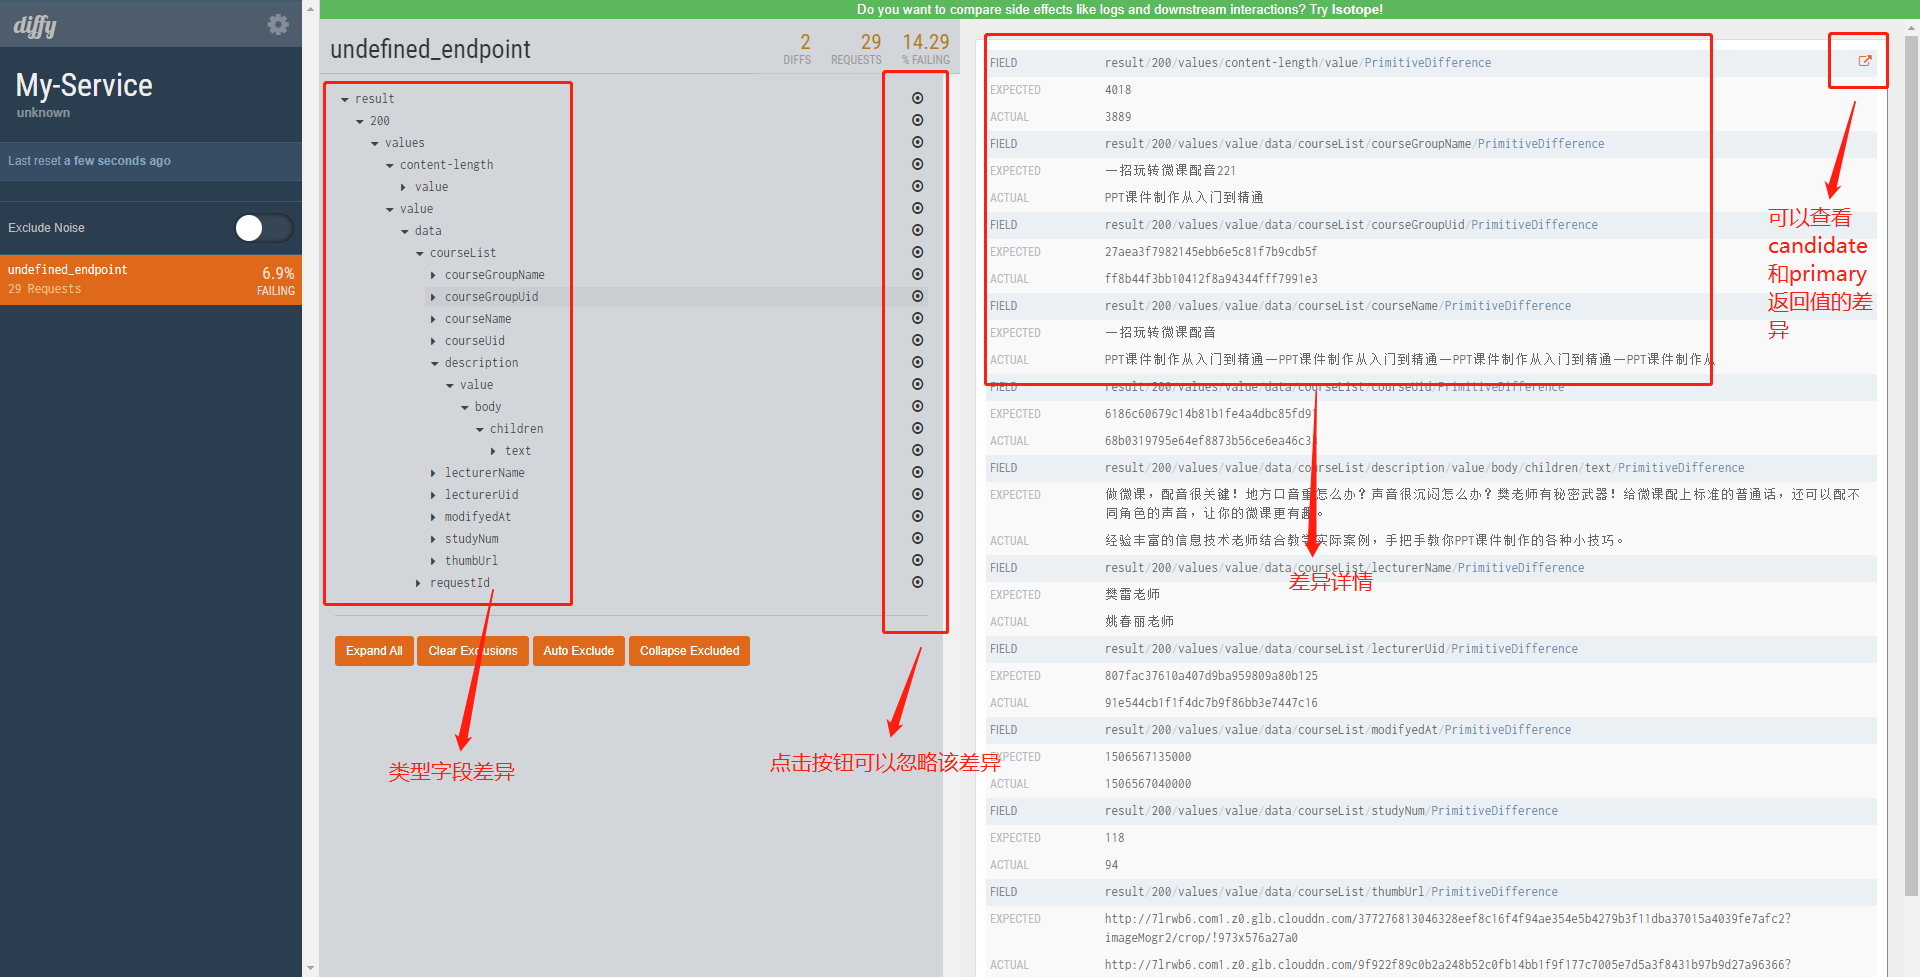 Do you want to compare side effects like logs and downstream interactions? Try Isotope!
diffy
My-Service
unknown
Last reset a few seconds ago
Exclude Noise
undefined_endpoint
6.9%
29 Requests
FAILING
undefined_endpoint
2
DIFFS
29
REQUESTS
14.29
% FAILING
result
200
values
content-length
value
value
data
courseList
courseGroupName
courseGroupUid
courseName
courseUid
description
value
body
children
text
lecturerName
lecturerUid
modifyedAt
studyNum
thumbUrl
requestId
Expand All
Clear Exclusions
Auto Exclude
Collapse Excluded
类型字段差异
点击按钮可以忽略该差异
FIELD result/200/values/content-length/value/PrimitiveDifference
EXPECTED 4018
ACTUAL 3889
FIELD result/200/values/value/data/courseList/courseGroupName/PrimitiveDifference
EXPECTED 一招玩转微课配音221
ACTUAL PPT课件制作从入门到精通
FIELD result/200/values/value/data/courseList/courseGroupUid/PrimitiveDifference
EXPECTED 27aea3f7982145ebb6e5c81f7b9cdb5f
ACTUAL ff8b44f3bb10412f8a94344fff7991e3
FIELD result/200/values/value/data/courseList/courseName/PrimitiveDifference
EXPECTED 一招玩转微课配音
ACTUAL PPT课件制作从入门到精通一PPT课件制作从入门到精通一PPT课件制作从入门到精通一PPT课件制作从
FIELD result/200/values/value/data/courseList/courseUid/PrimitiveDifference
EXPECTED
ACTUAL
FIELD result/200/values/value/data/courseList/description/value/body/children/text/PrimitiveDifference
EXPECTED 做微课，配音很关键！地方口音重怎么办？声音很沉闷怎么办？樊老师有秘密武器！给微课配上标准的普通话，还可以配不
同角色的声音，让你的微课更有趣。
ACTUAL 经验丰富的信息技术老师结合教学实际案例，手把手教你PPT课件制作的各种小技巧。
FIELD result/200/values/value/data/courseList/lecturerName/PrimitiveDifference
EXPECTED 樊雷老师
ACTUAL 姚春丽老师
FIELD result/200/values/value/data/courseList/lecturerUid/PrimitiveDifference
EXPECTED 807fac37610a407d9ba959809a80b125
ACTUAL 91e544cb1f1f4dc7b9f86bb3e7447c16
FIELD result/200/values/value/data/courseList/modifyedAt/PrimitiveDifference
EXPECTED 1506567135000
ACTUAL 1506567040000
FIELD result/200/values/value/data/courseList/studyNum/PrimitiveDifference
EXPECTED 118
ACTUAL 94
FIELD result/200/values/value/data/courseList/thumbUrl/PrimitiveDifference
EXPECTED http://7lrwb6.com1.z0.glb.clouddn.com/377276813046328eef8c16f4f94ae354e5b4279b3f11dba37015a4039fe7afc2?
imageMogr2/crop/!973x576a27a0
ACTUAL http://7lrwb6.com1.z0.glb.clouddn.com/9f922f89c0b2a248b52c0fb14bb1f9f177c7005e7d5a3f8431b97b9d27a96366?
差异详情
可以查看
candidate
和primary
返回值的差
异